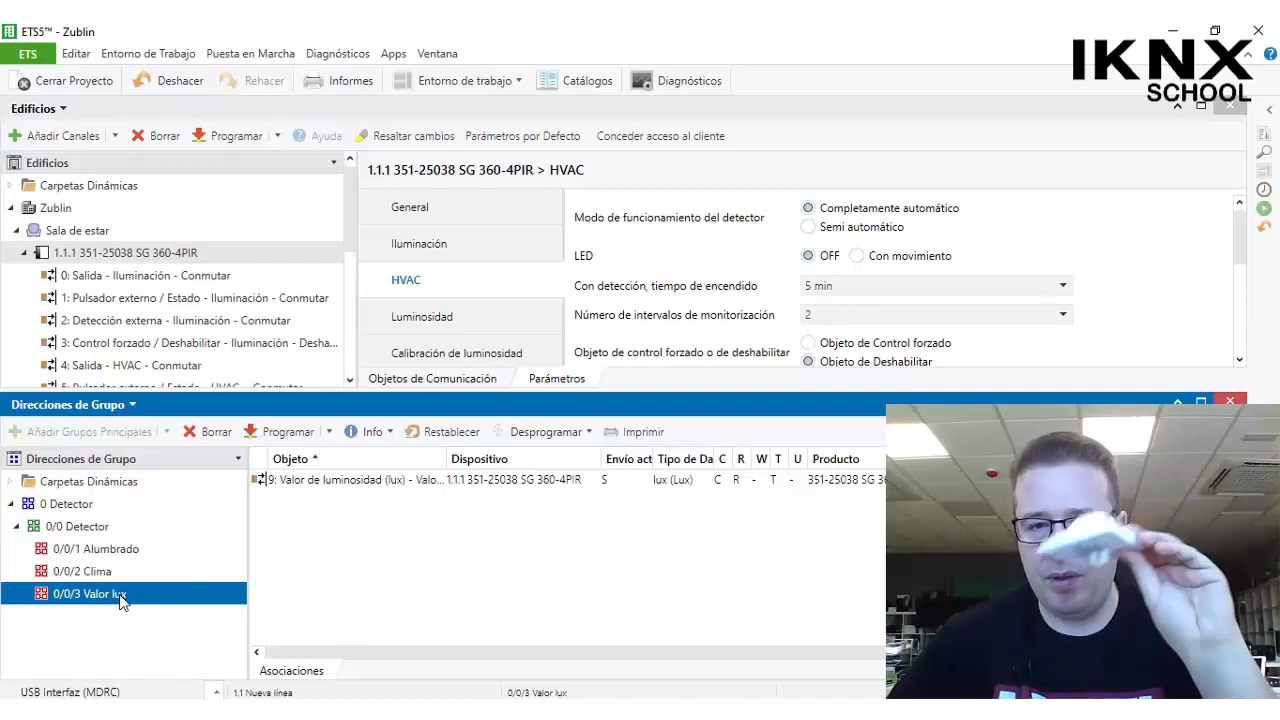 ETS5™ - Zublin
IKNX
SCHOOL
ETS Editar Entorno de Trabajo Puesta en Marcha Diagnósticos Apps Ventana
Cerrar Proyecto Deshacer Rehacer Informes Entorno de trabajo Catálogos Diagnósticos
Edificios
Añadir Canales Borrar Programar Ayuda Resaltar cambios Parámetros por Defecto Conceder acceso al cliente
Edificios
Carpetas Dinámicas
Zublin
Sala de estar
1.1.1 351-25038 SG 360-4PIR
0: Salida - Iluminación - Conmutar
1: Pulsador externo / Estado - Iluminación - Conmutar
2: Detección externa - Iluminación - Conmutar
3: Control forzado / Deshabilitar - Iluminación - Desha...
4: Salida - HVAC - Conmutar
5: Pulsador externo / Estado - HVAC - Conmutar
1.1.1 351-25038 SG 360-4PIR > HVAC
General
Iluminación
HVAC
Luminosidad
Calibración de luminosidad
Modo de funcionamiento del detector
Completamente automático
Semi automático
LED
OFF Con movimiento
Con detección, tiempo de encendido
5 min
Número de intervalos de monitorización
2
Objeto de control forzado o de deshabilitar
Objeto de Control forzado
Objeto de Deshabilitar
Objetos de Comunicación Parámetros
Direcciones de Grupo
Añadir Grupos Principales Borrar Programar Info Restablecer Desprogramar Imprimir
Direcciones de Grupo
Carpetas Dinámicas
0 Detector
0/0 Detector
0/0/1 Alumbrado
0/0/2 Clima
0/0/3 Valor lux
Objeto Dispositivo Envío act Tipo de Da C R W T U Producto
9: Valor de luminosidad (lux) - Valo... 1.1.1 351-25038 SG 360-4PIR S lux (Lux) C R - T - 351-25038 SG 36
Asociaciones
USB Interfaz (MDRC) 1.1 Nueva línea 0/0/3 Valor lux